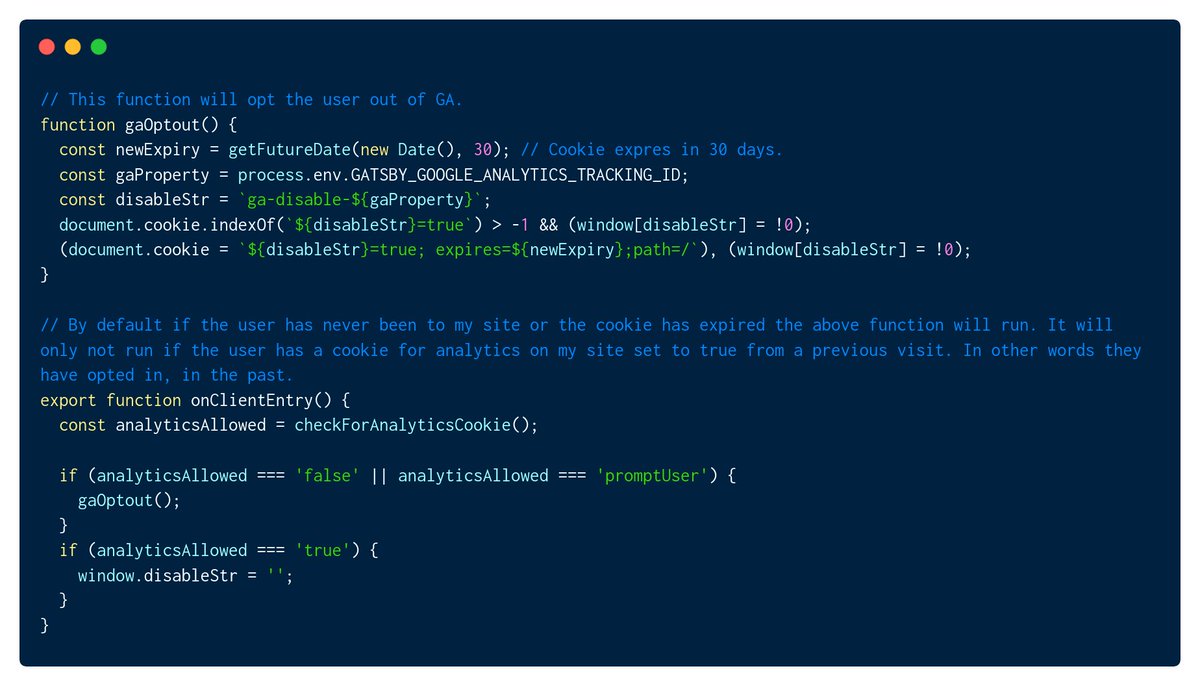 // This function will opt the user out of GA.
function gaOptout() {
  const newExpiry = getFutureDate(new Date(), 30); // Cookie expres in 30 days.
  const gaProperty = process.env.GATSBY_GOOGLE_ANALYTICS_TRACKING_ID;
  const disableStr = `ga-disable-${gaProperty}`;
  document.cookie.indexOf(`${disableStr}=true`) > -1 && (window[disableStr] = !0);
  (document.cookie = `${disableStr}=true; expires=${newExpiry};path=/`), (window[disableStr] = !0);
}

// By default if the user has never been to my site or the cookie has expired the above function will run. It will
only not run if the user has a cookie for analytics on my site set to true from a previous visit. In other words they
have opted in, in the past.
export function onClientEntry() {
  const analyticsAllowed = checkForAnalyticsCookie();

  if (analyticsAllowed === 'false' || analyticsAllowed === 'promptUser') {
    gaOptout();
  }
  if (analyticsAllowed === 'true') {
    window.disableStr = '';
  }
}